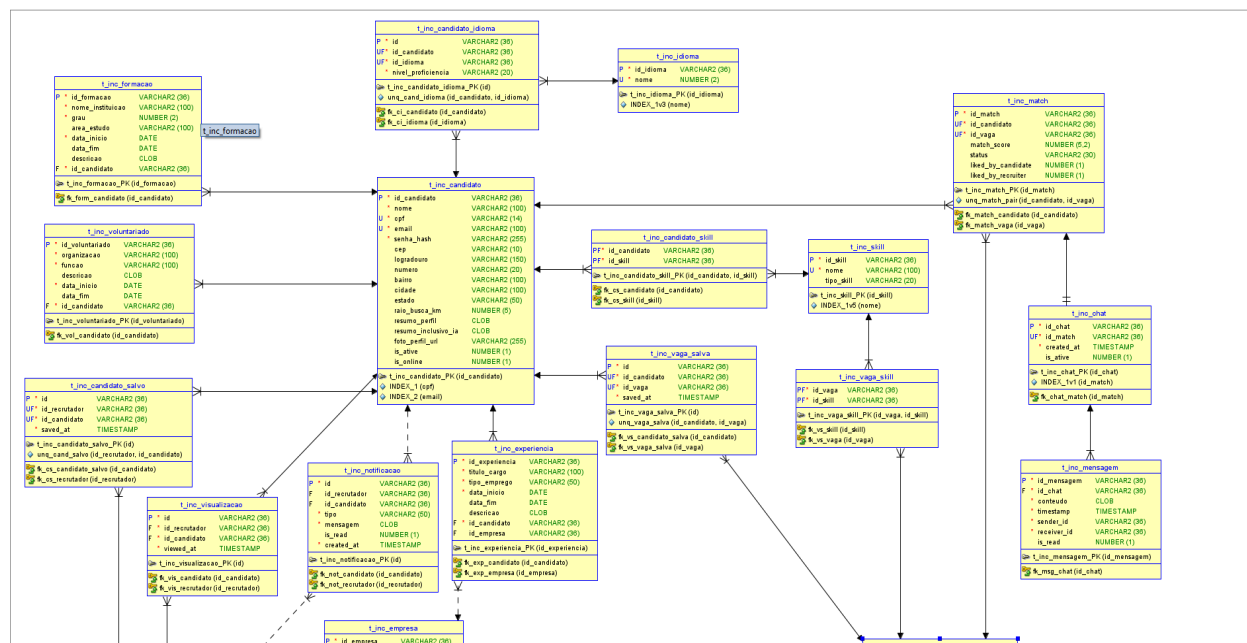 t_inc_candidato_idioma
P * id VARCHAR2 (36)
UF* id_candidato VARCHAR2 (36)
UF* id_idioma VARCHAR2 (36)
* nivel_proficiencia VARCHAR2 (20)
t_inc_candidato_idioma_PK (id)
unq_cand_idioma (id_candidato, id_idioma)
fk_ci_candidato (id_candidato)
fk_ci_idioma (id_idioma)
t_inc_idioma
P * id_idioma VARCHAR2 (36)
U * nome NUMBER (2)
t_inc_idioma_PK (id_idioma)
INDEX_1v3 (nome)
t_inc_formacao
P * id_formacao VARCHAR2 (36)
* nome_instituicao VARCHAR2 (100)
* grau NUMBER (2)
area_estudo VARCHAR2 (100)
* data_inicio DATE
data_fim DATE
descricao CLOB
F * id_candidato VARCHAR2 (36)
t_inc_formacao_PK (id_formacao)
fk_form_candidato (id_candidato)
t_inc_formacao
t_inc_match
P * id_match VARCHAR2 (36)
UF* id_candidato VARCHAR2 (36)
UF* id_vaga VARCHAR2 (36)
match_score NUMBER (5,2)
status VARCHAR2 (30)
liked_by_candidate NUMBER (1)
liked_by_recruiter NUMBER (1)
t_inc_match_PK (id_match)
unq_match_pair (id_candidato, id_vaga)
fk_match_candidato (id_candidato)
fk_match_vaga (id_vaga)
t_inc_candidato
P * id_candidato VARCHAR2 (36)
* nome VARCHAR2 (100)
U * cpf VARCHAR2 (14)
U * email VARCHAR2 (100)
* senha_hash VARCHAR2 (255)
cep VARCHAR2 (10)
logradouro VARCHAR2 (150)
numero VARCHAR2 (20)
bairro VARCHAR2 (100)
cidade VARCHAR2 (100)
estado VARCHAR2 (50)
raio_busca_km NUMBER (5)
resumo_perfil CLOB
resumo_inclusivo_ia CLOB
foto_perfil_url VARCHAR2 (255)
is_ative NUMBER (1)
is_online NUMBER (1)
t_inc_candidato_PK (id_candidato)
INDEX_1 (cpf)
INDEX_2 (email)
t_inc_voluntariado
P * id_voluntariado VARCHAR2 (36)
* organizacao VARCHAR2 (100)
* funcao VARCHAR2 (100)
descricao CLOB
* data_inicio DATE
data_fim DATE
F * id_candidato VARCHAR2 (36)
t_inc_voluntariado_PK (id_voluntariado)
fk_vol_candidato (id_candidato)
t_inc_candidato_skill
PF* id_candidato VARCHAR2 (36)
PF* id_skill VARCHAR2 (36)
t_inc_candidato_skill_PK (id_candidato, id_skill)
fk_cs_candidato (id_candidato)
fk_cs_skill (id_skill)
t_inc_skill
P * id_skill VARCHAR2 (36)
U * nome VARCHAR2 (100)
tipo_skill VARCHAR2 (20)
t_inc_skill_PK (id_skill)
INDEX_1v5 (nome)
t_inc_chat
P * id_chat VARCHAR2 (36)
UF* id_match VARCHAR2 (36)
* created_at TIMESTAMP
is_ative NUMBER (1)
t_inc_chat_PK (id_chat)
INDEX_1v1 (id_match)
fk_chat_match (id_match)
t_inc_vaga_salva
P * id VARCHAR2 (36)
UF* id_candidato VARCHAR2 (36)
UF* id_vaga VARCHAR2 (36)
* saved_at TIMESTAMP
t_inc_vaga_salva_PK (id)
unq_vaga_salva (id_candidato, id_vaga)
fk_vs_candidato_salva (id_candidato)
fk_vs_vaga_salva (id_vaga)
t_inc_vaga_skill
PF* id_vaga VARCHAR2 (36)
PF* id_skill VARCHAR2 (36)
t_inc_vaga_skill_PK (id_vaga, id_skill)
fk_vs_skill (id_skill)
fk_vs_vaga (id_vaga)
t_inc_candidato_salvo
P * id VARCHAR2 (36)
UF* id_recrutador VARCHAR2 (36)
UF* id_candidato VARCHAR2 (36)
* saved_at TIMESTAMP
t_inc_candidato_salvo_PK (id)
unq_cand_salvo (id_recrutador, id_candidato)
fk_cs_candidato_salvo (id_candidato)
fk_cs_recrutador (id_recrutador)
t_inc_experiencia
P * id_experiencia VARCHAR2 (36)
* titulo_cargo VARCHAR2 (100)
* tipo_emprego VARCHAR2 (50)
* data_inicio DATE
data_fim DATE
descricao CLOB
F * id_candidato VARCHAR2 (36)
F id_empresa VARCHAR2 (36)
t_inc_experiencia_PK (id_experiencia)
fk_exp_candidato (id_candidato)
fk_exp_empresa (id_empresa)
t_inc_notificacao
P * id VARCHAR2 (36)
F id_recrutador VARCHAR2 (36)
F id_candidato VARCHAR2 (36)
* tipo VARCHAR2 (50)
* mensagem CLOB
is_read NUMBER (1)
* created_at TIMESTAMP
t_inc_notificacao_PK (id)
fk_not_candidato (id_candidato)
fk_not_recrutador (id_recrutador)
t_inc_mensagem
P * id_mensagem VARCHAR2 (36)
F * id_chat VARCHAR2 (36)
* conteudo CLOB
* timestamp TIMESTAMP
* sender_id VARCHAR2 (36)
* receiver_id VARCHAR2 (36)
is_read NUMBER (1)
t_inc_mensagem_PK (id_mensagem)
fk_msg_chat (id_chat)
t_inc_visualizacao
P * id VARCHAR2 (36)
F * id_recrutador VARCHAR2 (36)
F * id_candidato VARCHAR2 (36)
* viewed_at TIMESTAMP
t_inc_visualizacao_PK (id)
fk_vis_candidato (id_candidato)
fk_vis_recrutador (id_recrutador)
t_inc_empresa
P * id_empresa VARCHAR2 (36)